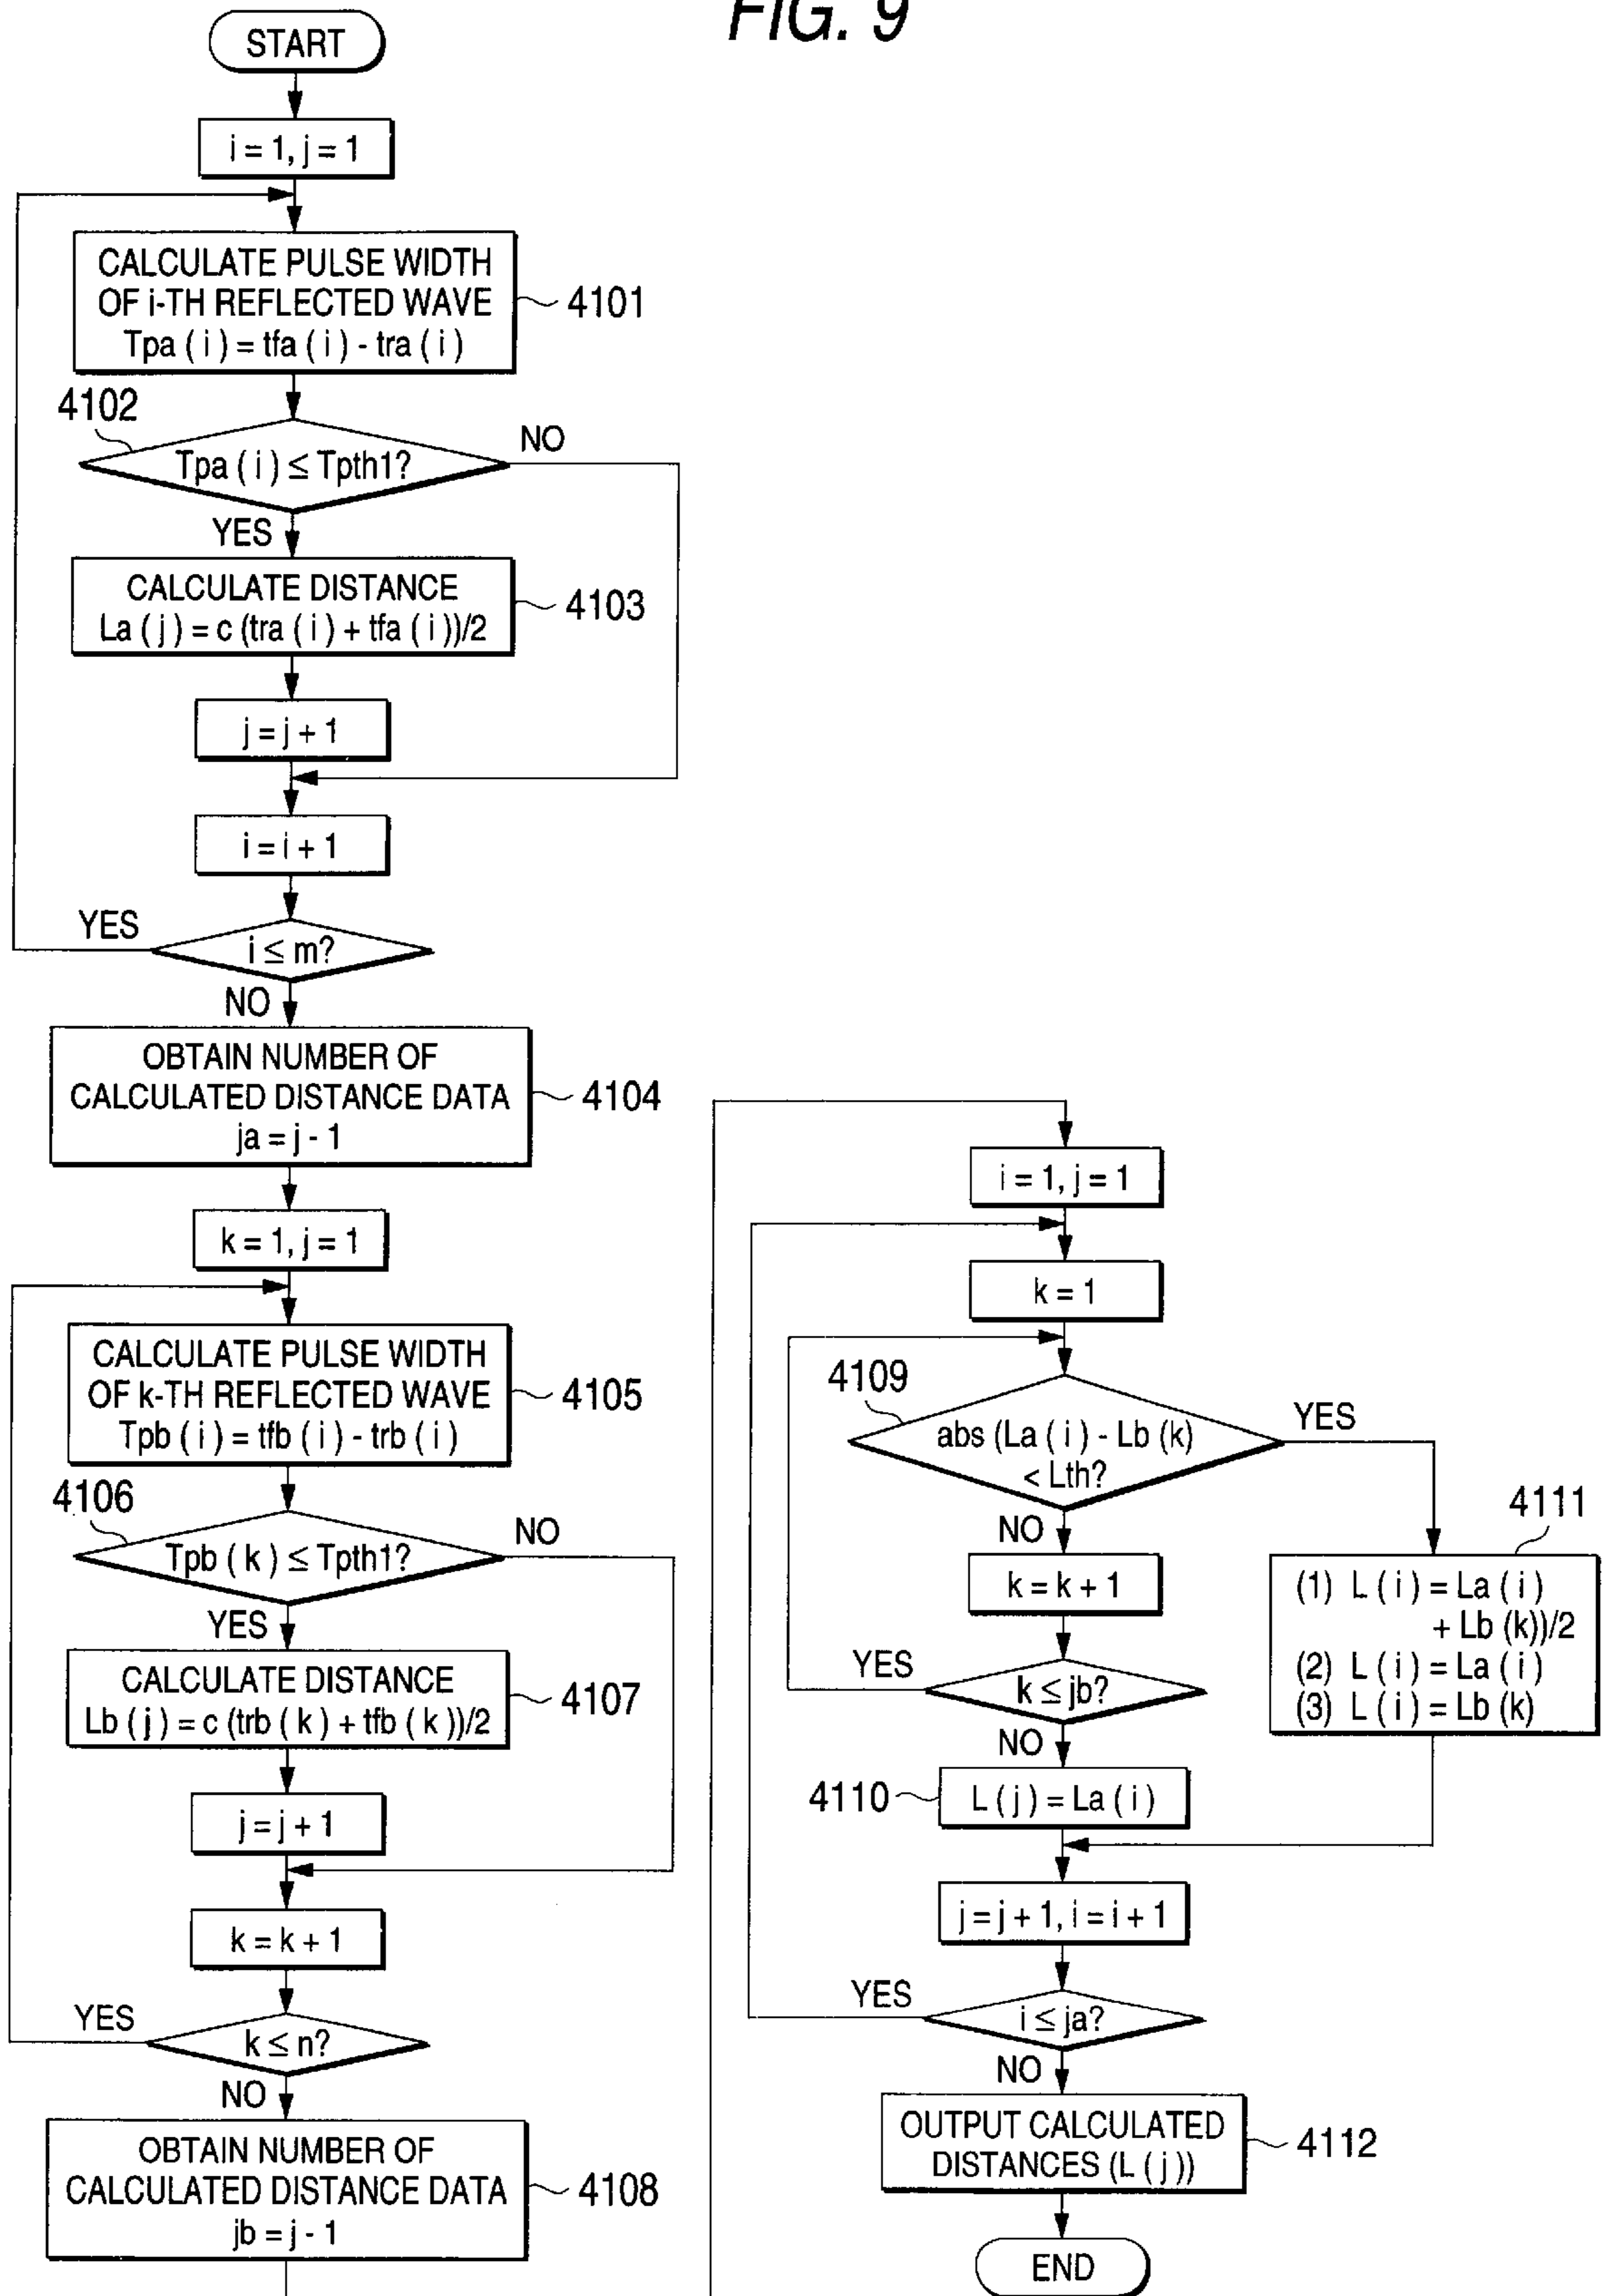 FIG. 9
START
i = 1, j = 1
CALCULATE PULSE WIDTH
OF i-TH REFLECTED WAVE
Tpa ( i ) = tfa ( i ) - tra ( i )
4101
4102
Tpa ( i ) ≤ Tpth1?
NO
YES
CALCULATE DISTANCE
La ( j ) = c (tra ( i ) + tfa ( i ))/2
4103
j = j + 1
i = i + 1
YES
i ≤ m?
NO
OBTAIN NUMBER OF
CALCULATED DISTANCE DATA
ja = j - 1
4104
k = 1, j = 1
CALCULATE PULSE WIDTH
OF k-TH REFLECTED WAVE
Tpb ( i ) = tfb ( i ) - trb ( i )
4105
4106
Tpb ( k ) ≤ Tpth1?
NO
YES
CALCULATE DISTANCE
Lb ( j ) = c (trb ( k ) + tfb ( k ))/2
4107
j = j + 1
k = k + 1
YES
k ≤ n?
NO
OBTAIN NUMBER OF
CALCULATED DISTANCE DATA
jb = j - 1
4108
i = 1, j = 1
k = 1
4109
abs (La ( i ) - Lb (k)
< Lth?
YES
NO
4111
(1) L ( i ) = La ( i )
+ Lb (k))/2
(2) L ( i ) = La ( i )
(3) L ( i ) = Lb (k)
k = k + 1
YES
k ≤ jb?
NO
4110
L ( j ) = La ( i )
j = j + 1, i = i + 1
YES
i ≤ ja?
NO
OUTPUT CALCULATED
DISTANCES (L ( j ))
4112
END